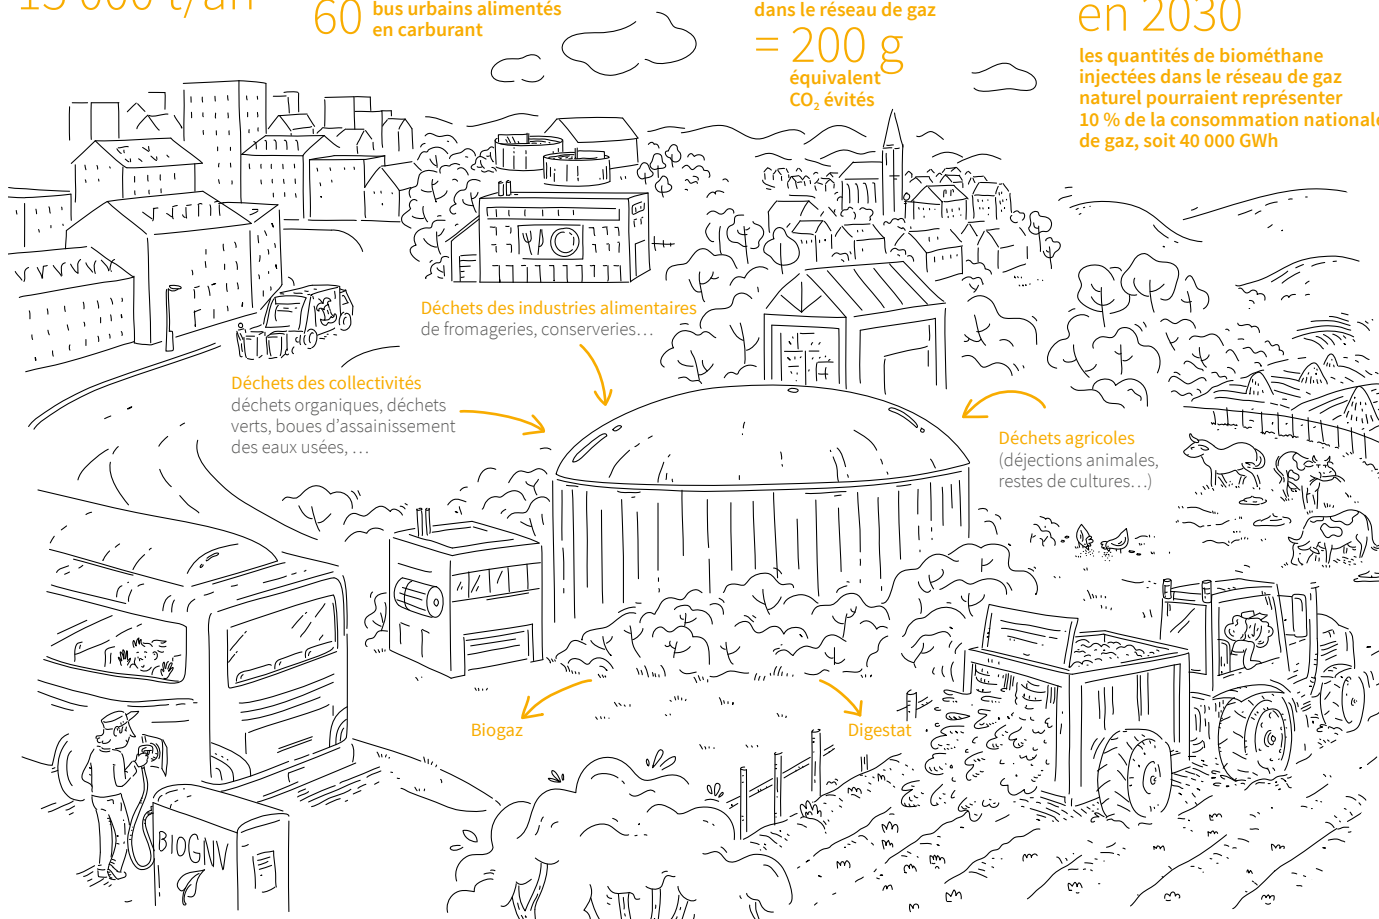 15 000 t/an
60
bus urbains alimentés
en carburant
dans le réseau de gaz
= 200 g
équivalent
CO₂ évités
en 2030
les quantités de biométhane
injectées dans le réseau de gaz
naturel pourraient représenter
10 % de la consommation nationale
de gaz, soit 40 000 GWh
Déchets des industries alimentaires
de fromageries, conserveries…
Déchets des collectivités
déchets organiques, déchets
verts, boues d’assainissement
des eaux usées, …
Déchets agricoles
(déjections animales,
restes de cultures…)
Biogaz
Digestat
BIOGNV